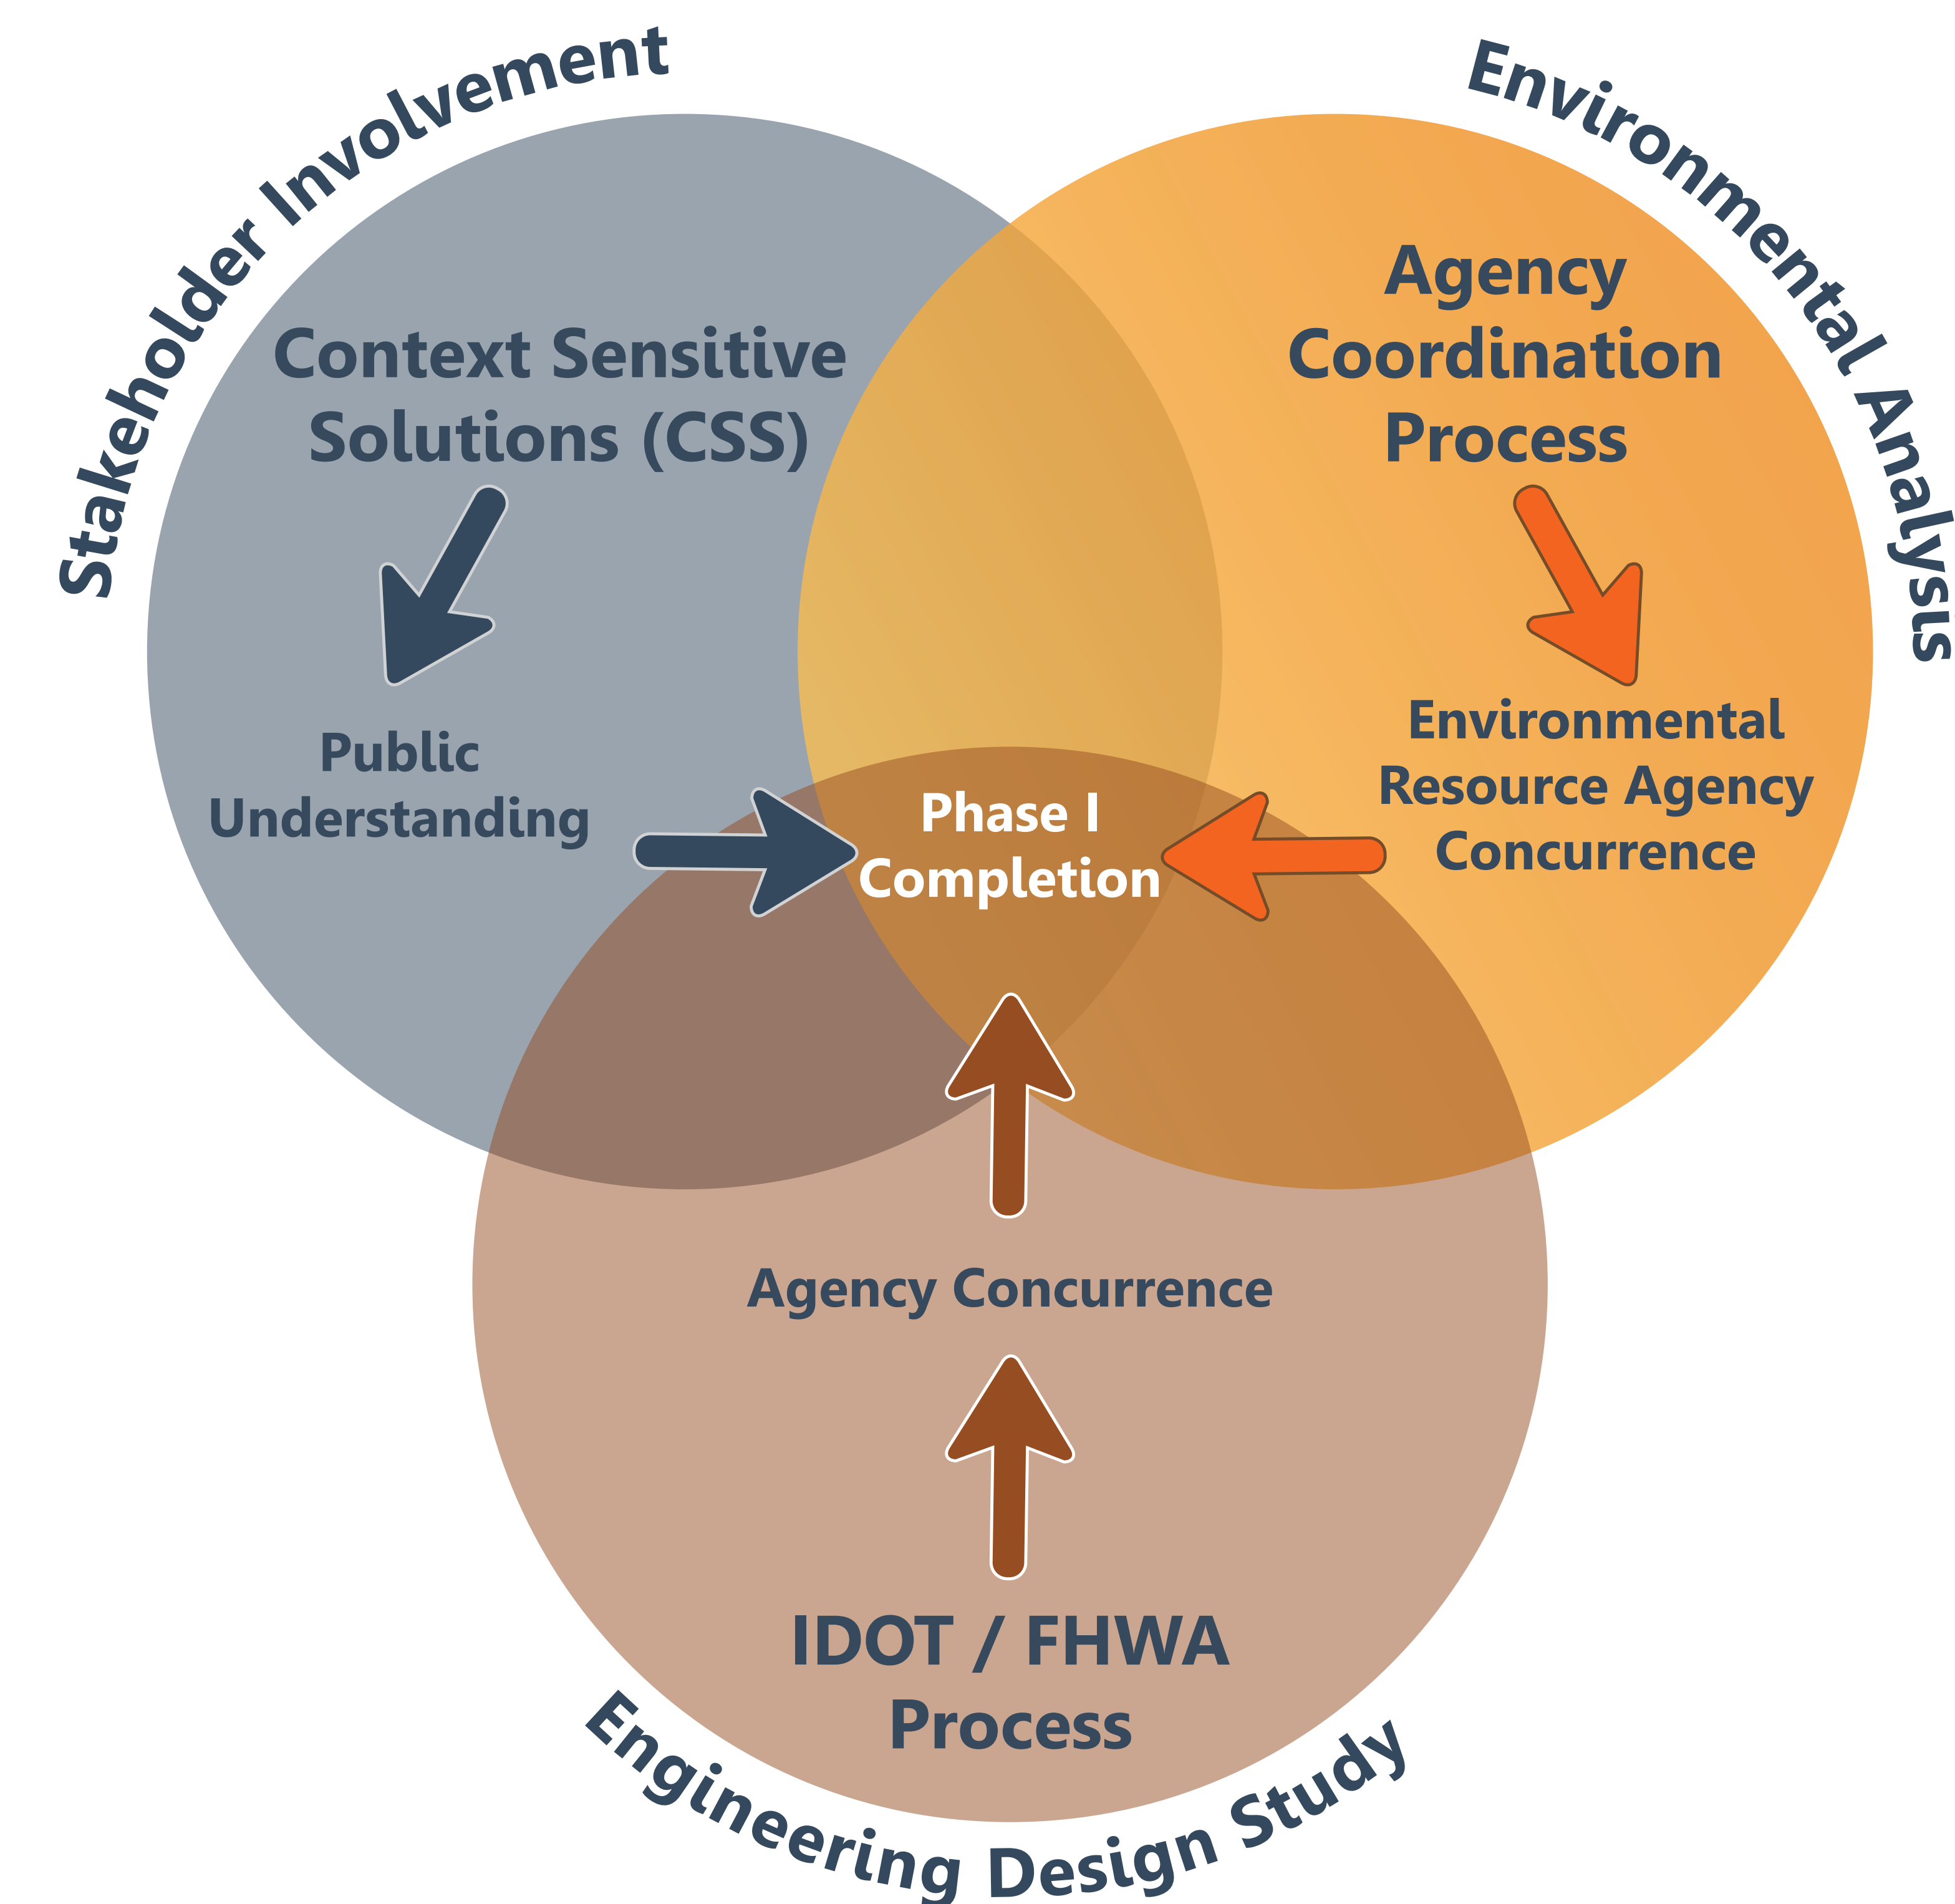 Stakeholder Involvement
Environmental Analysis
Context Sensitive
Solutions (CSS)
Agency
Coordination
Process
Public
Understanding
Environmental
Resource Agency
Concurrence
Phase I
Completion
Agency Concurrence
IDOT / FHWA
Process
Engineering Design Study